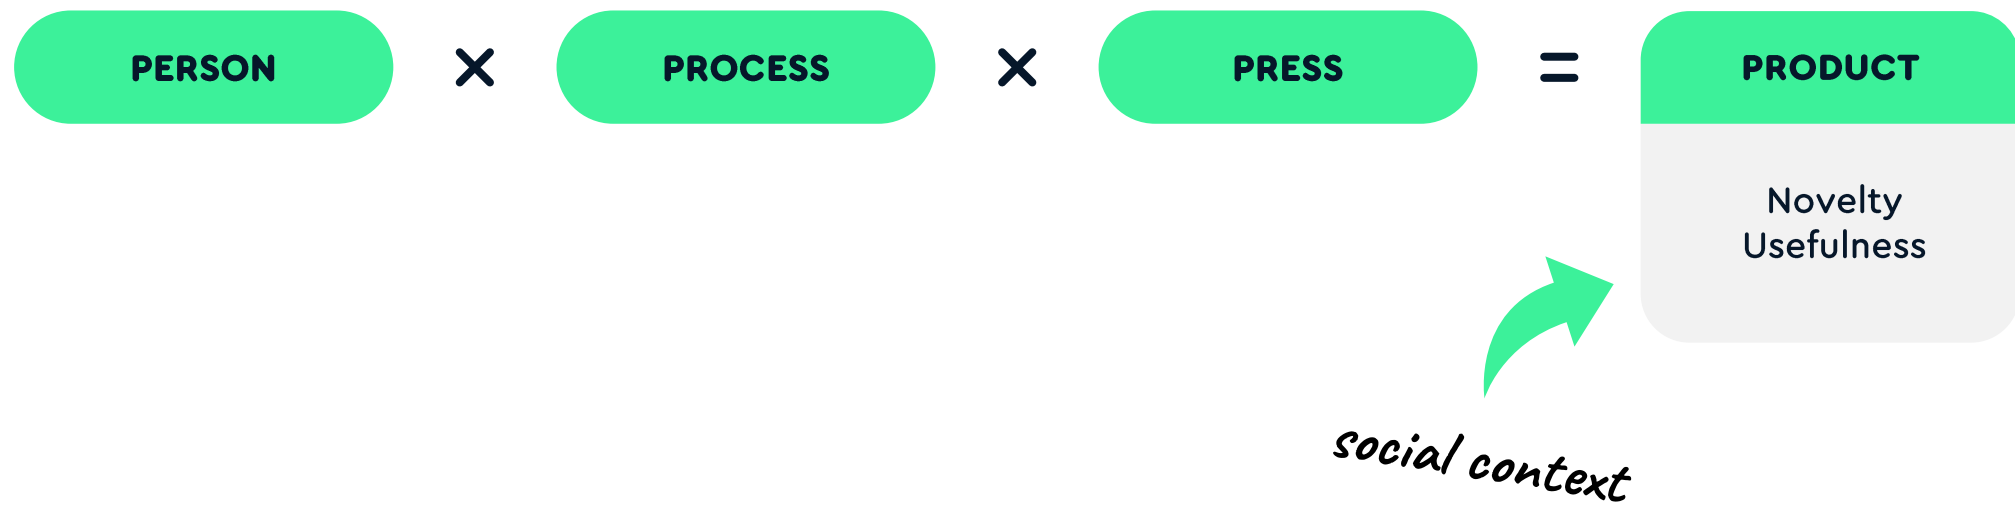 PERSON × PROCESS × PRESS = PRODUCT
Novelty
Usefulness
social context